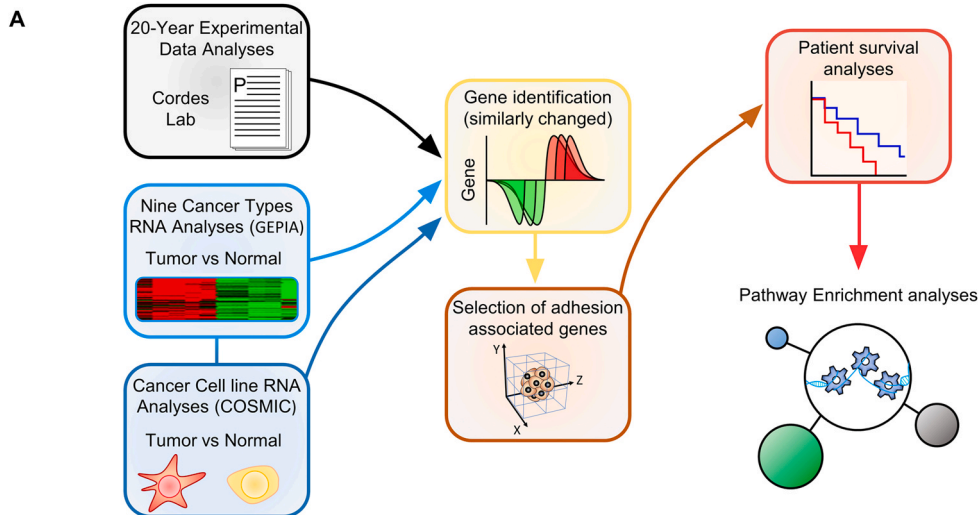 A
20-Year Experimental
Data Analyses
Cordes
Lab
P
Nine Cancer Types
RNA Analyses (GEPIA)
Tumor vs Normal
Cancer Cell line RNA
Analyses (COSMIC)
Tumor vs Normal
Gene identification
(similarly changed)
Gene
Selection of adhesion
associated genes
Y
Z
X
Patient survival
analyses
Pathway Enrichment analyses